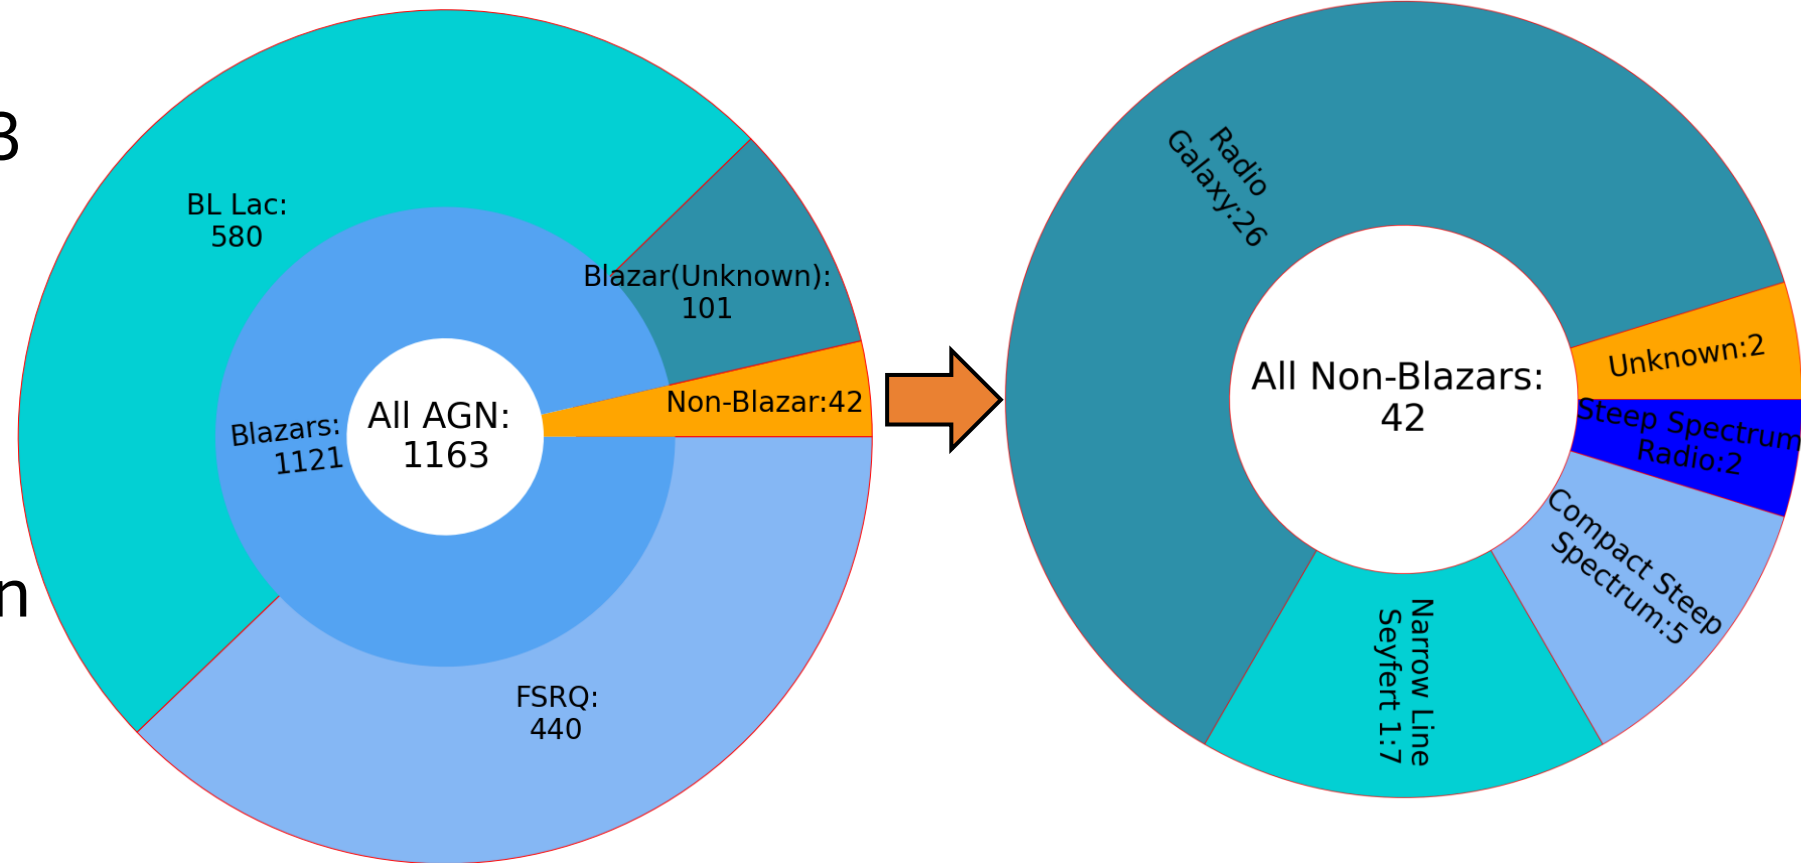 3
BL Lac:
580
Blazar(Unknown):
101
Non-Blazar:42
Blazars:
1121
All AGN:
1163
FSRQ:
440
n
Radio
Galaxy:26
Unknown:2
All Non-Blazars:
42
Steep Spectrum
Radio:2
Compact Steep
Spectrum:5
Narrow Line
Seyfert 1:7